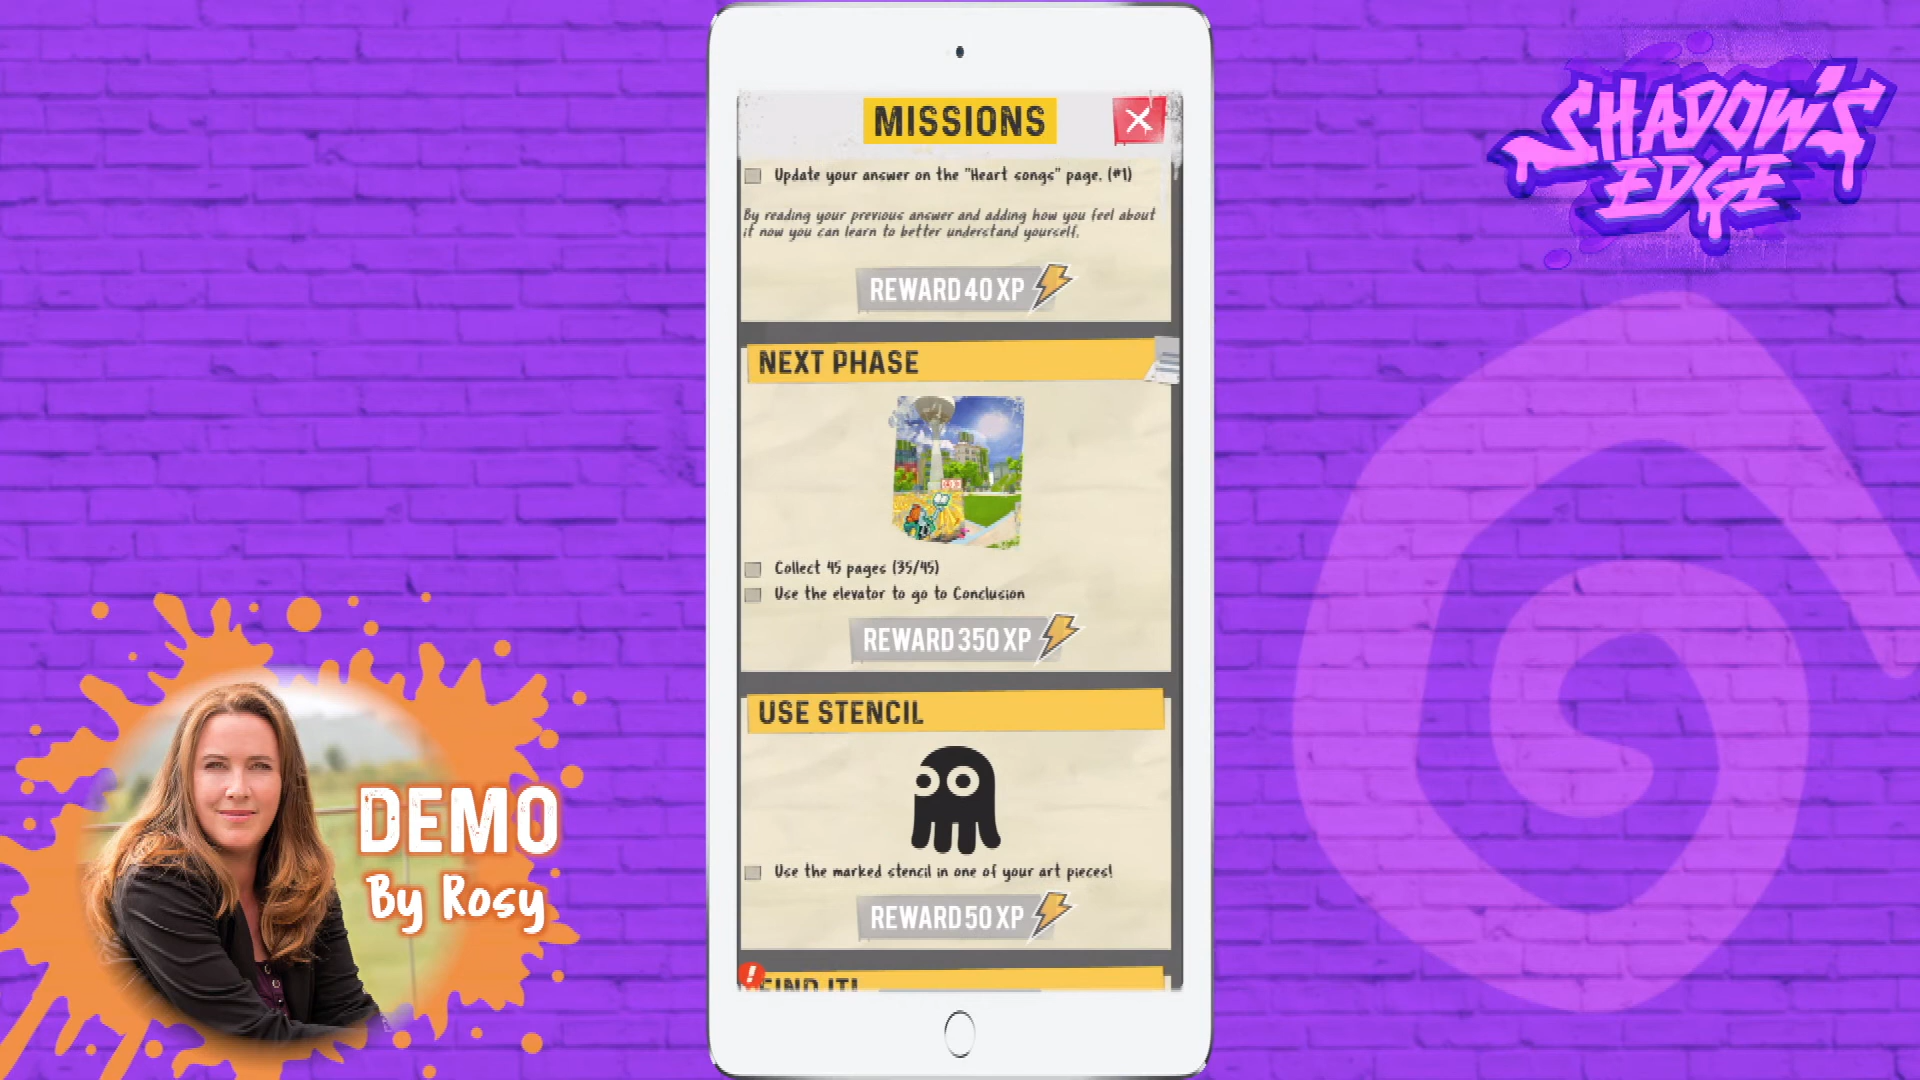 SHADOW'S
EDGE
MISSIONS
Update your answer on the "Heart songs" page. (#1)
By reading your previous answer and adding how you feel about
it now you can learn to better understand yourself.
REWARD 40 XP
NEXT PHASE
Collect 45 pages (35/45)
Use the elevator to go to Conclusion
REWARD 350 XP
USE STENCIL
Use the marked stencil in one of your art pieces!
REWARD 50 XP
!
FIND IT!
DEMO
By Rosy